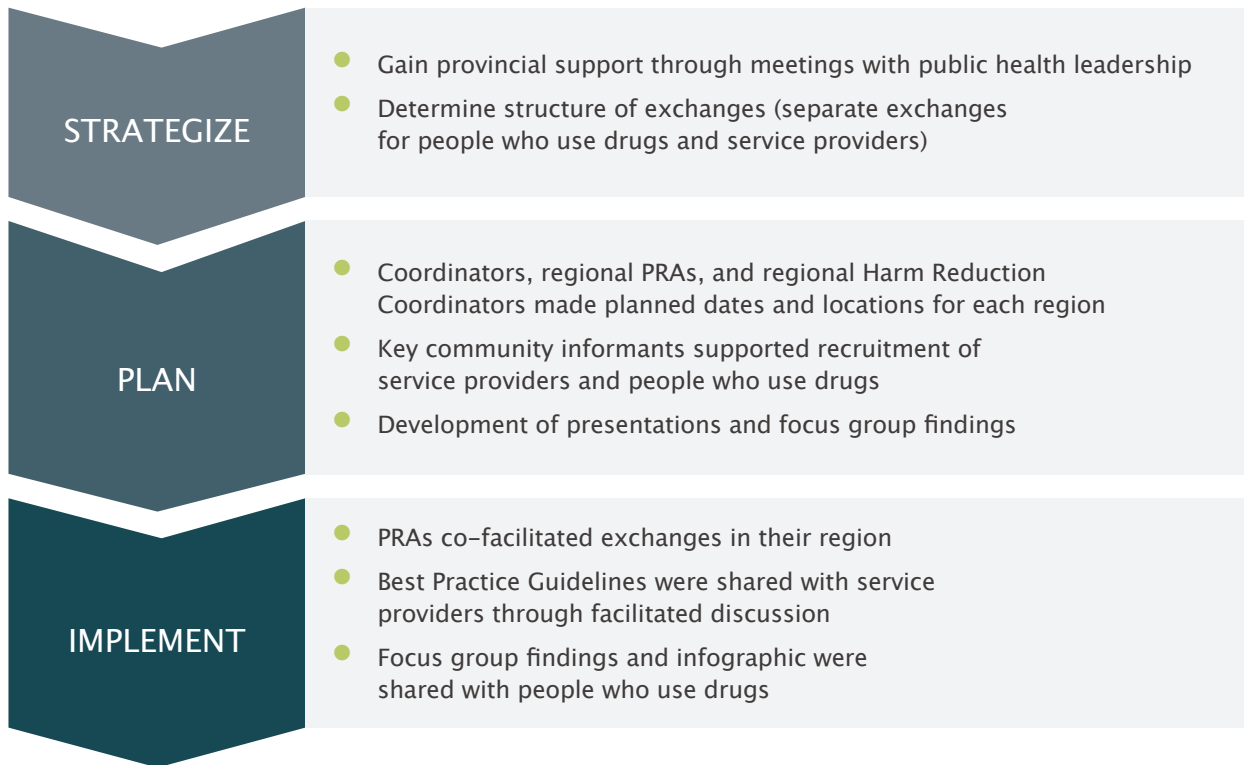 STRATEGIZE
Gain provincial support through meetings with public health leadership
Determine structure of exchanges (separate exchanges
for people who use drugs and service providers)
PLAN
Coordinators, regional PRAs, and regional Harm Reduction
Coordinators made planned dates and locations for each region
Key community informants supported recruitment of
service providers and people who use drugs
Development of presentations and focus group findings
IMPLEMENT
PRAs co-facilitated exchanges in their region
Best Practice Guidelines were shared with service
providers through facilitated discussion
Focus group findings and infographic were
shared with people who use drugs